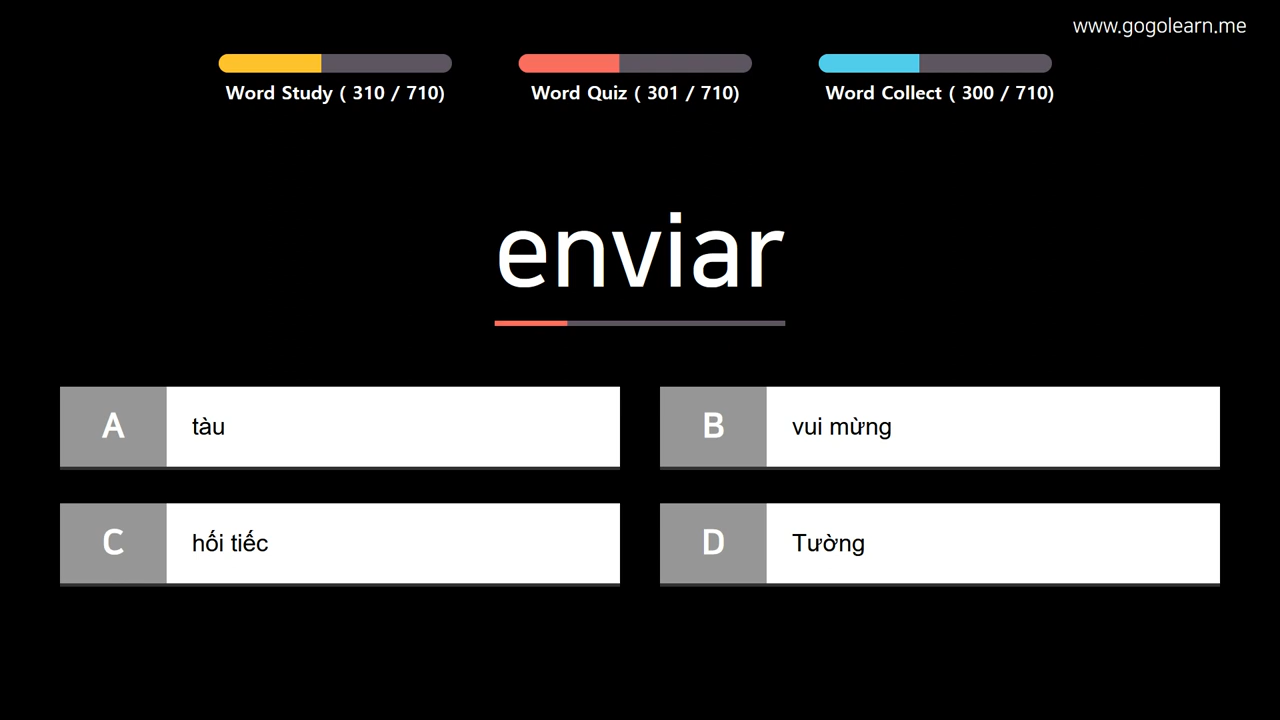 www.gogolearn.me
Word Study ( 310 / 710)
Word Quiz ( 301 / 710)
Word Collect ( 300 / 710)
enviar
A tàu
B vui mừng
C hối tiếc
D Tường